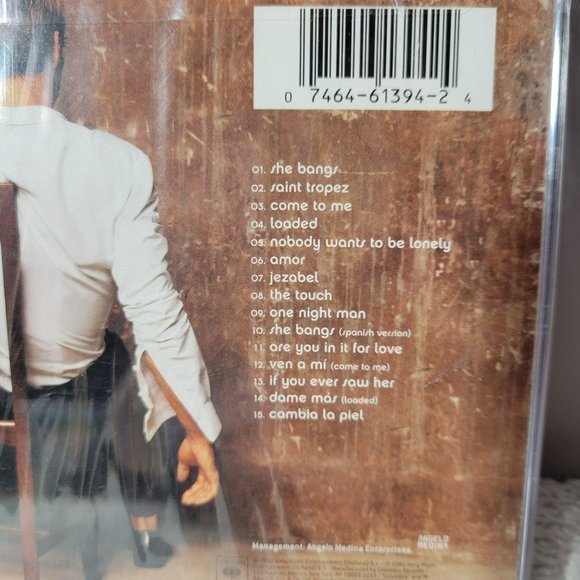 0 7464-61394-2 4
01. she bangs
02. saint tropez
03. come to me
04. loaded
05. nobody wants to be lonely
06. amor
07. jezabel
08. the touch
09. one night man
10. she bangs (spanish version)
11. are you in it for love
12. ven a mí (come to me)
13. if you ever saw her
14. dame más (loaded)
15. cambia la piel
ANGELO
MEDINA
Management: Angelo Medina Enterprises